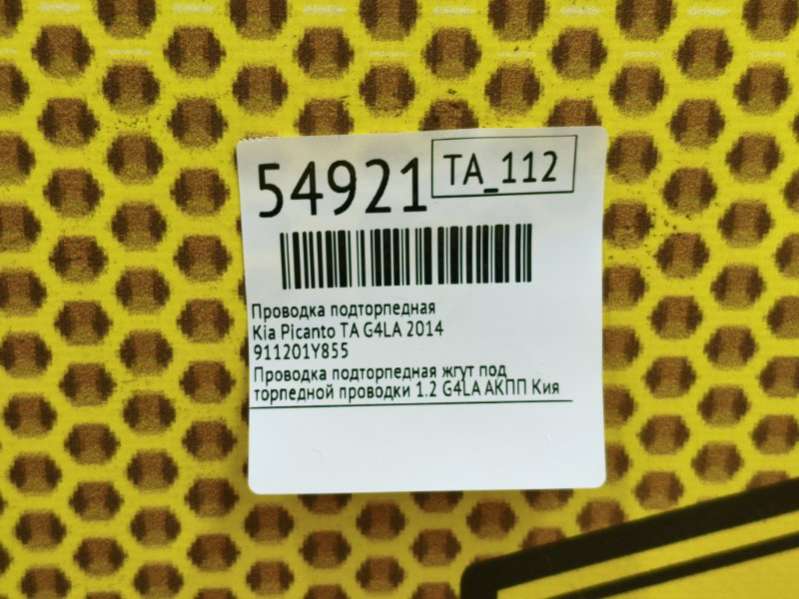 54921 TA_112
Проводка подторпедная
Kia Picanto TA G4LA 2014
911201Y855
Проводка подторпедная жгут под
торпедной проводки 1.2 G4LA АКПП Кия